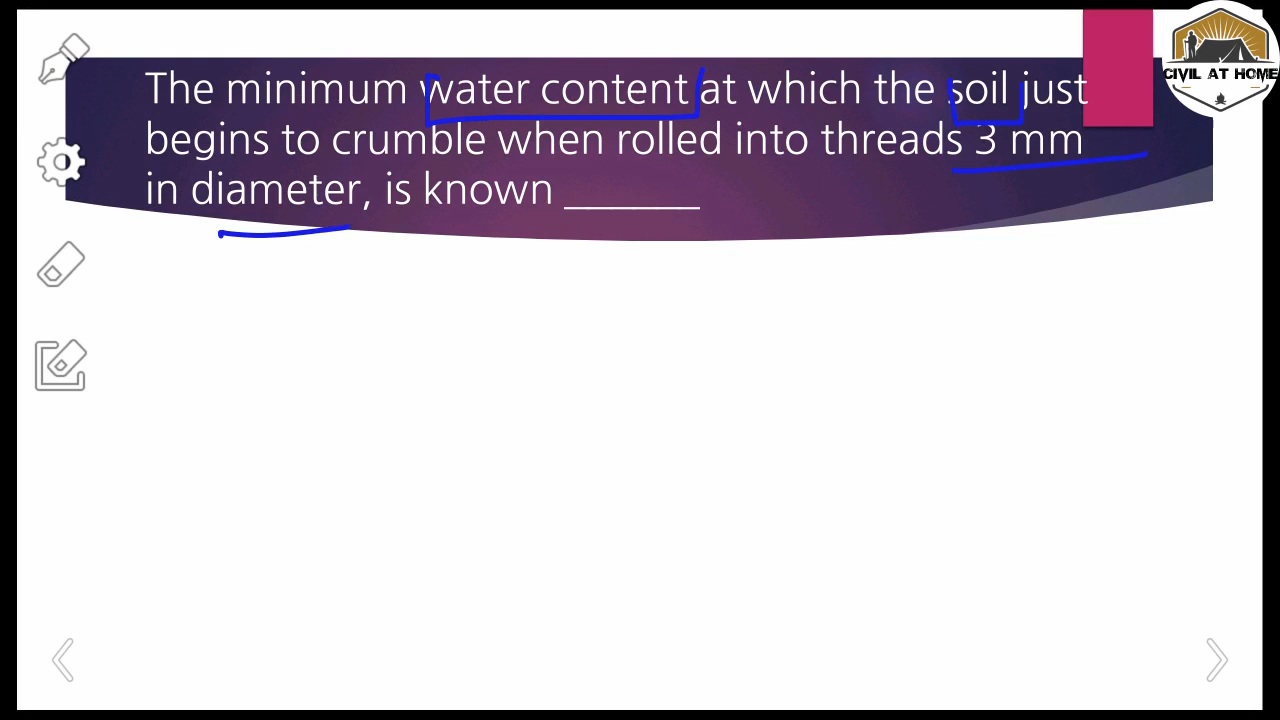 The minimum water content at which the soil just
begins to crumble when rolled into threads 3 mm
in diameter, is known _______
CIVIL AT HOME